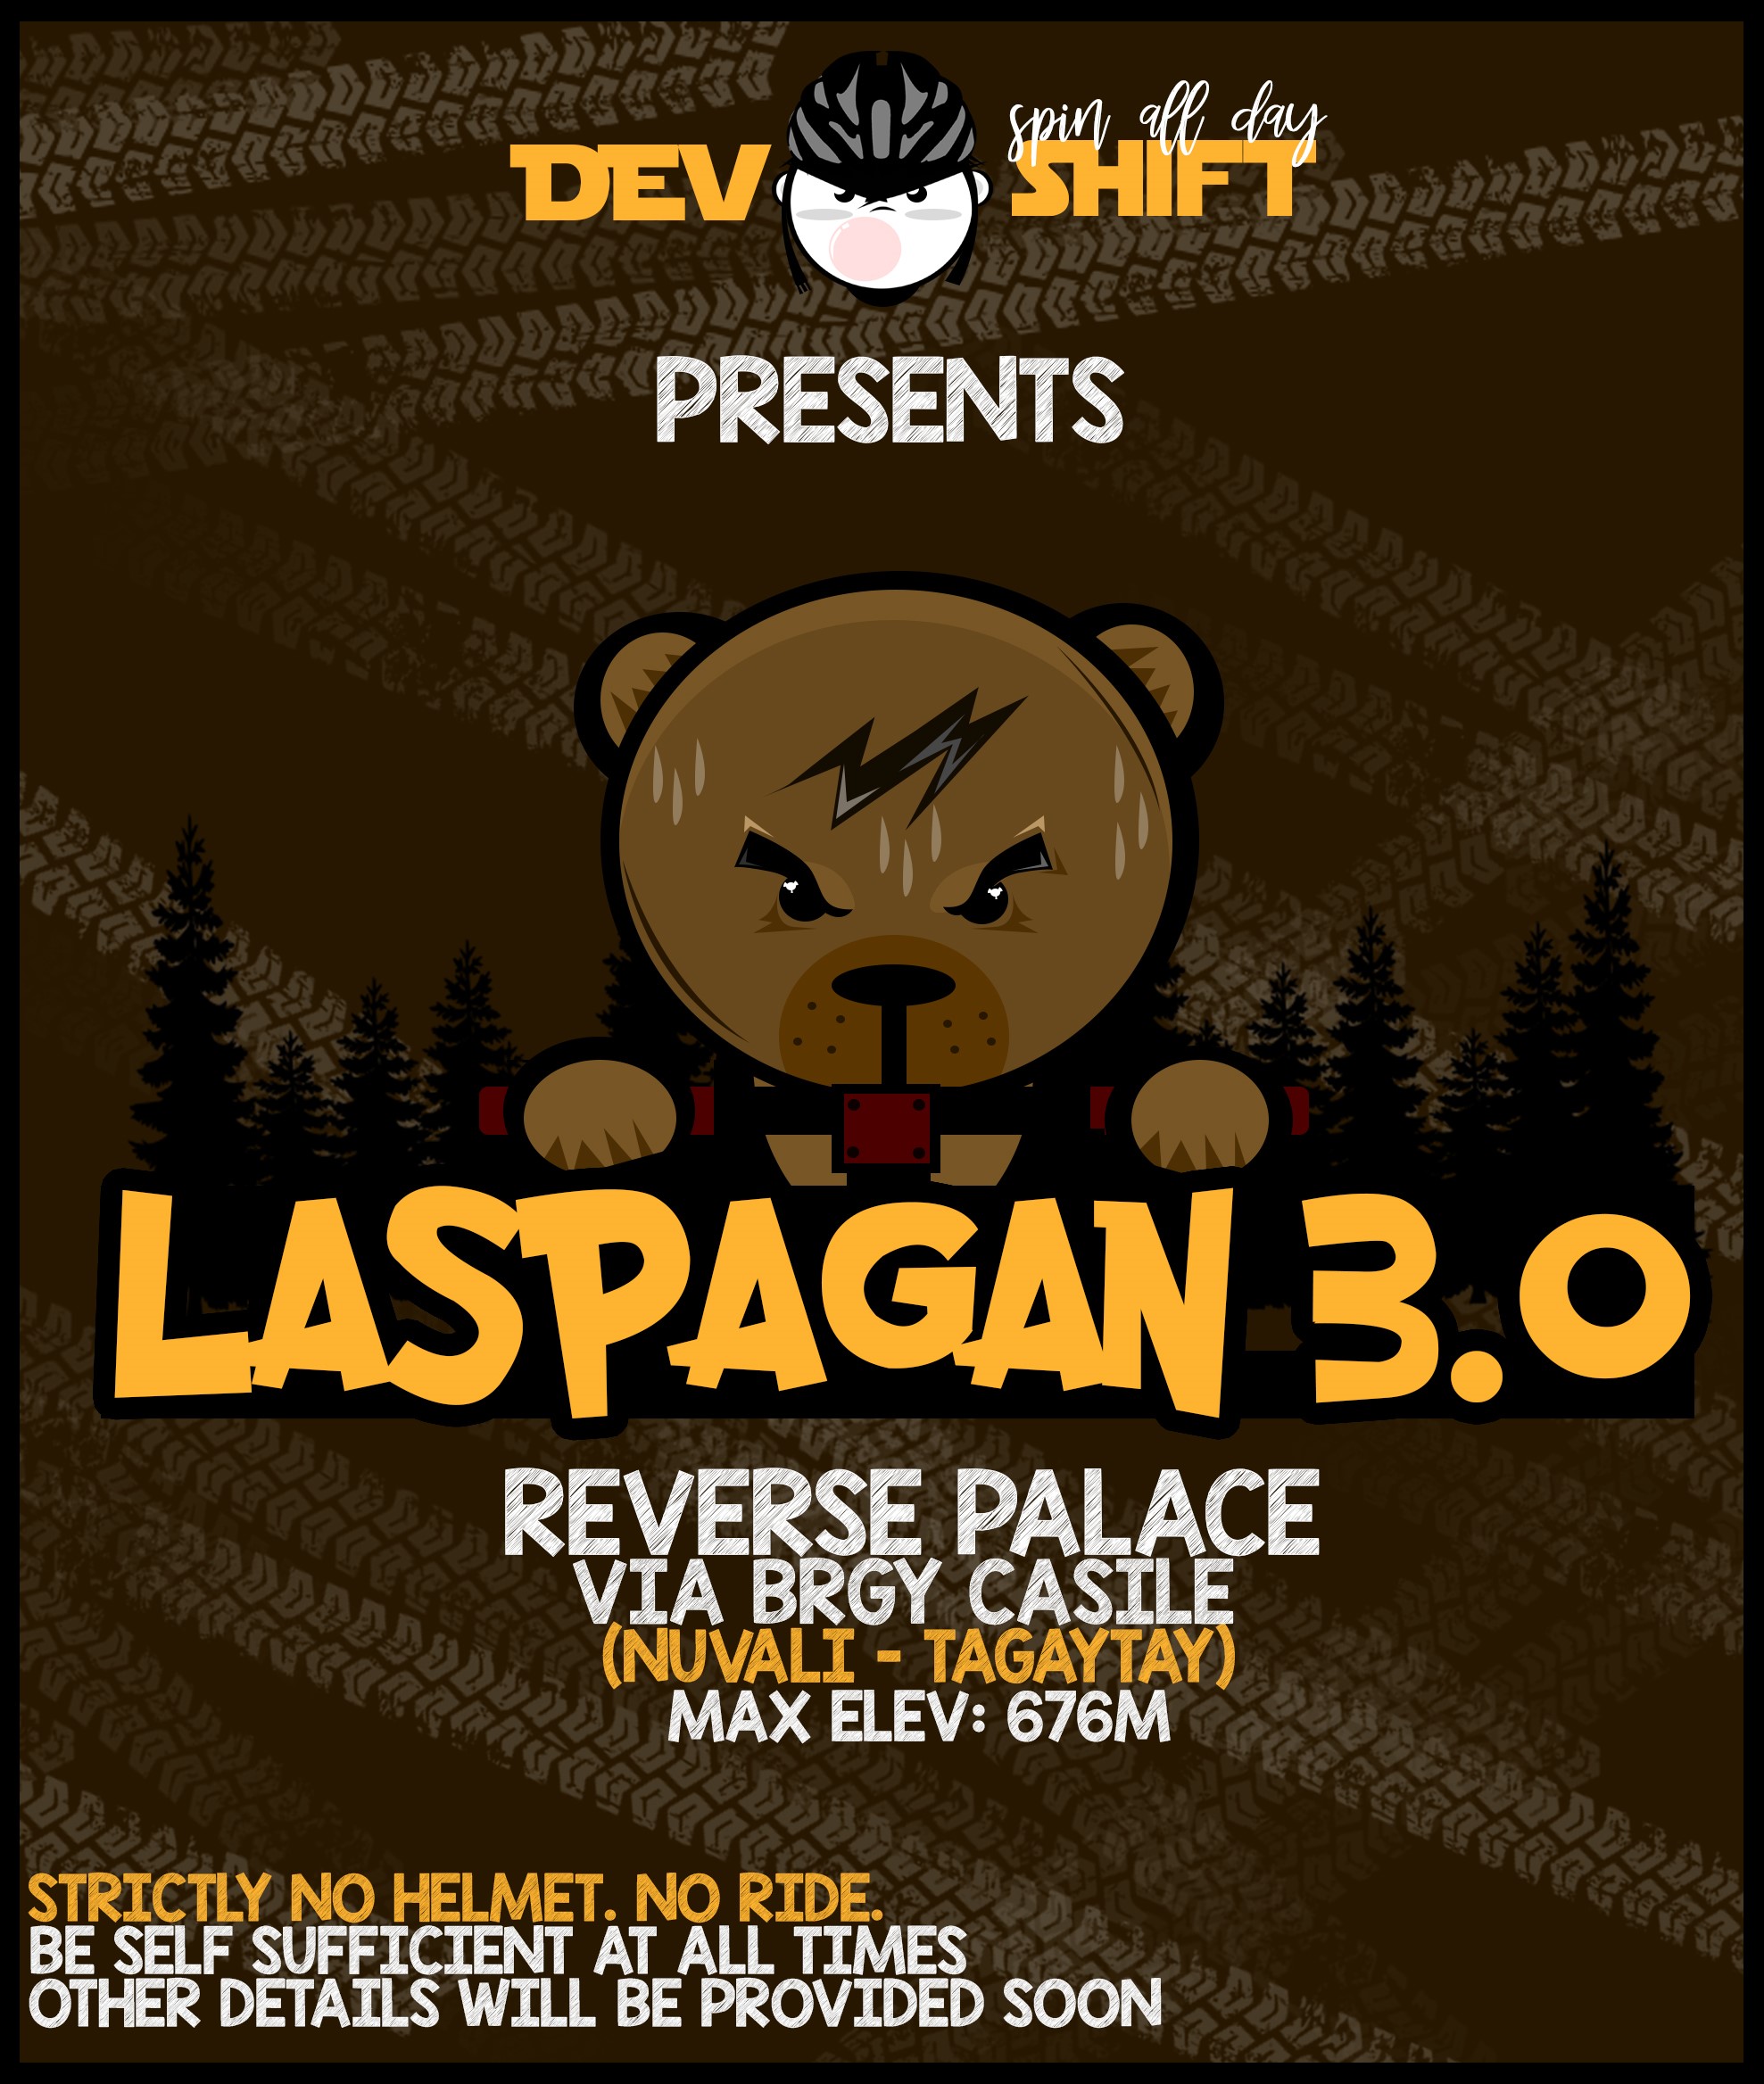 spin all day
DEV SHIFT
PRESENTS
LASPAGAN 3.0
REVERSE PALACE
VIA BRGY CASILE
(NUVALI - TAGAYTAY)
MAX ELEV: 676M
STRICTLY NO HELMET. NO RIDE.
BE SELF SUFFICIENT AT ALL TIMES
OTHER DETAILS WILL BE PROVIDED SOON